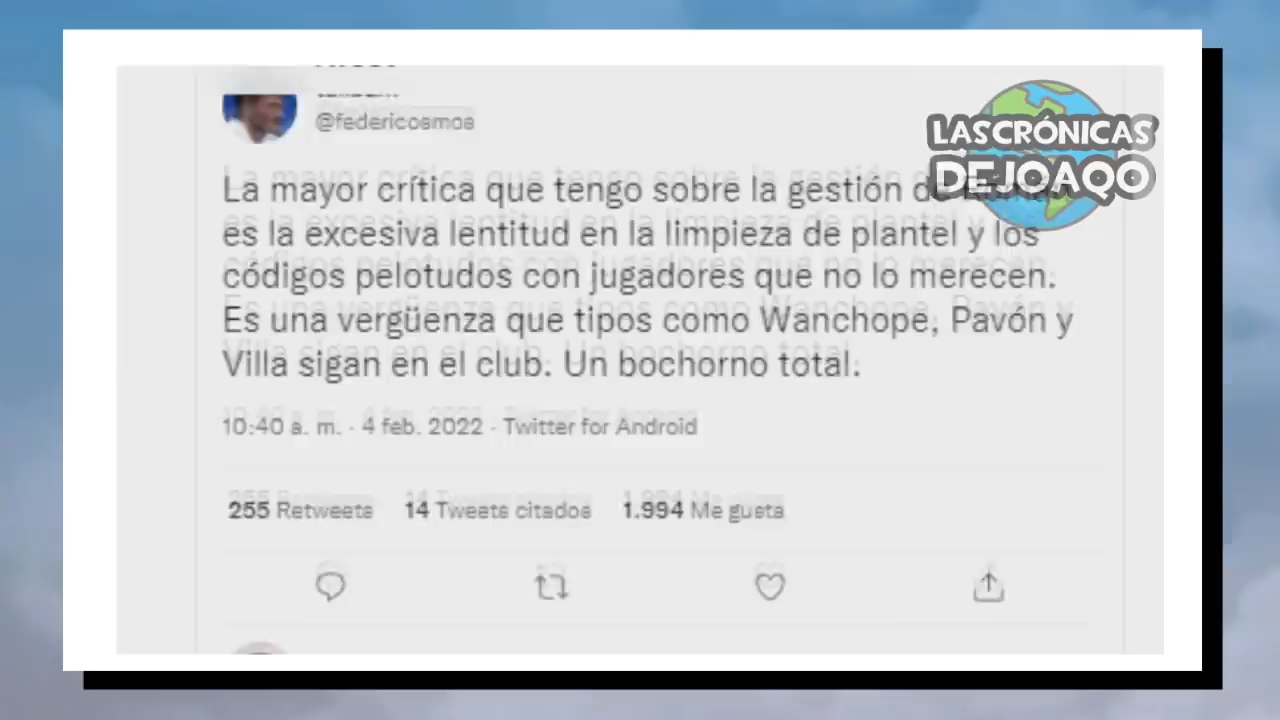 @federicosmos
LASCRÓNICAS
DEJOAQO
La mayor crítica que tengo sobre la gestión de
es la excesiva lentitud en la limpieza de plantel y los
códigos pelotudos con jugadores que no lo merecen.
Es una vergüenza que tipos como Wanchope, Pavón y
Villa sigan en el club. Un bochorno total.
10:40 a. m. · 4 feb. 2022 · Twitter for Android
255 Retweets 14 Tweets citados 1.994 Me gusta